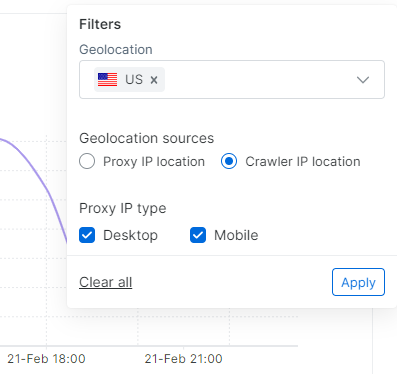 Filters
Geolocation
US ×
Geolocation sources
Proxy IP location Crawler IP location
Proxy IP type
Desktop Mobile
Clear all Apply
21-Feb 18:00 21-Feb 21:00